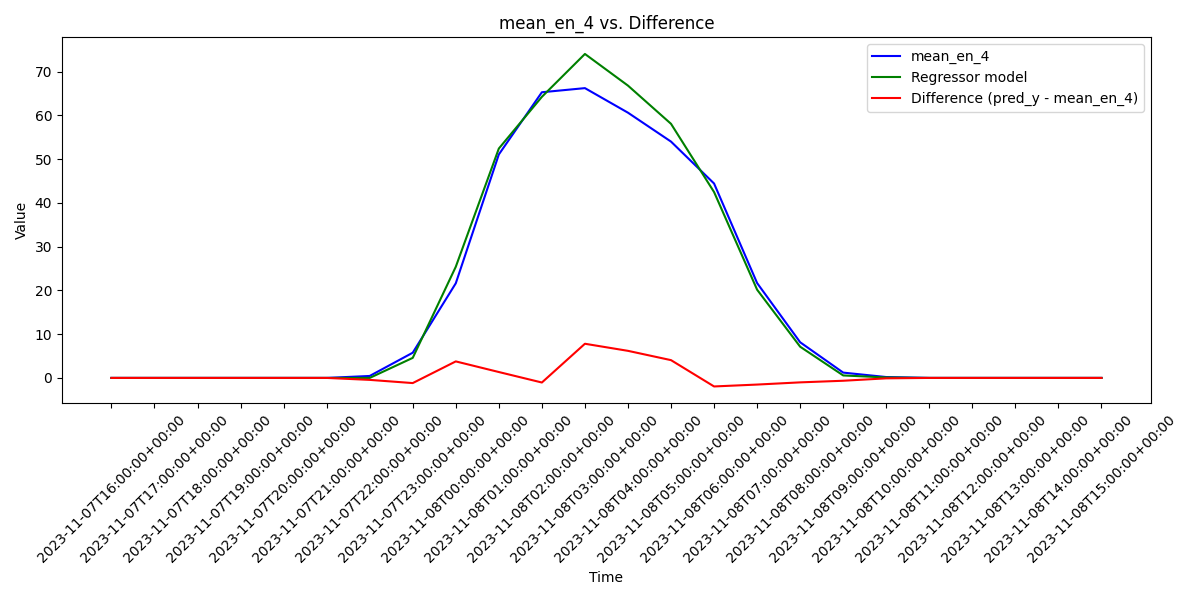 mean_en_4 vs. Difference
mean_en_4
Regressor model
Difference (pred_y - mean_en_4)
Value
70
60
50
40
30
20
10
0
2023-11-07T16:00:00+00:00
2023-11-07T17:00:00+00:00
2023-11-07T18:00:00+00:00
2023-11-07T19:00:00+00:00
2023-11-07T20:00:00+00:00
2023-11-07T21:00:00+00:00
2023-11-07T22:00:00+00:00
2023-11-07T23:00:00+00:00
2023-11-08T00:00:00+00:00
2023-11-08T01:00:00+00:00
2023-11-08T02:00:00+00:00
2023-11-08T03:00:00+00:00
2023-11-08T04:00:00+00:00
2023-11-08T05:00:00+00:00
2023-11-08T06:00:00+00:00
2023-11-08T07:00:00+00:00
2023-11-08T08:00:00+00:00
2023-11-08T09:00:00+00:00
2023-11-08T10:00:00+00:00
2023-11-08T11:00:00+00:00
2023-11-08T12:00:00+00:00
2023-11-08T13:00:00+00:00
2023-11-08T14:00:00+00:00
2023-11-08T15:00:00+00:00
Time